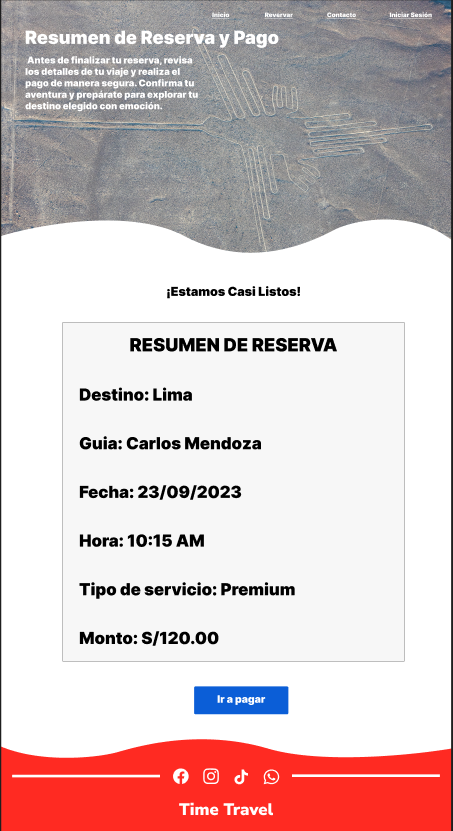 Inicio Reservar Contacto Iniciar Sesión
Resumen de Reserva y Pago
Antes de finalizar tu reserva, revisa
los detalles de tu viaje y realiza el
pago de manera segura. Confirma tu
aventura y prepárate para explorar tu
destino elegido con emoción.
¡Estamos Casi Listos!
RESUMEN DE RESERVA
Destino: Lima
Guia: Carlos Mendoza
Fecha: 23/09/2023
Hora: 10:15 AM
Tipo de servicio: Premium
Monto: S/120.00
Ir a pagar
Time Travel